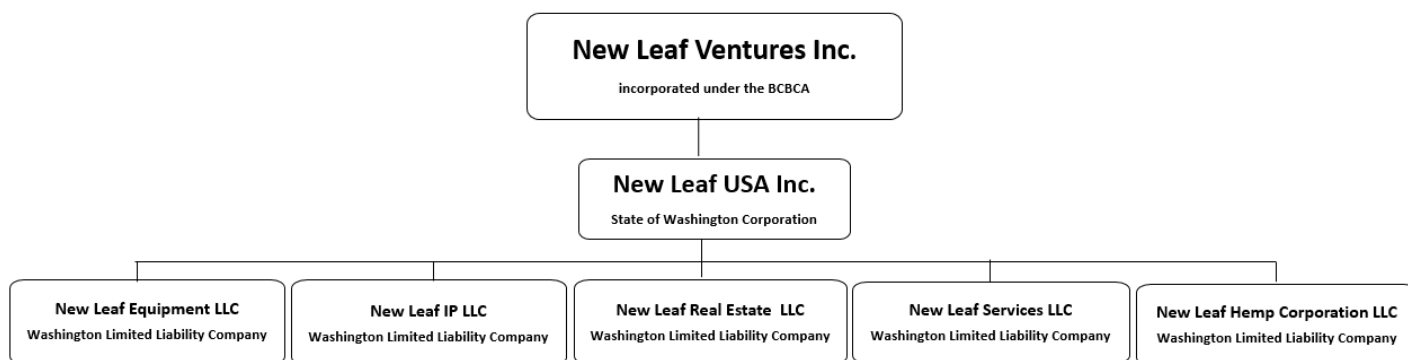 New Leaf Ventures Inc.
incorporated under the BCBCA
New Leaf USA Inc.
State of Washington Corporation
New Leaf Equipment LLC
Washington Limited Liability Company
New Leaf IP LLC
Washington Limited Liability Company
New Leaf Real Estate LLC
Washington Limited Liability Company
New Leaf Services LLC
Washington Limited Liability Company
New Leaf Hemp Corporation LLC
Washington Limited Liability Company